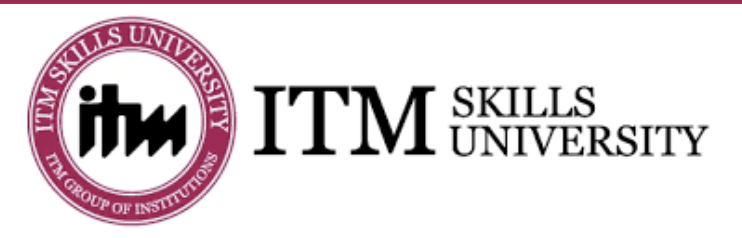 ITM SKILLS UNIVERSITY
itm
ITM GROUP OF INSTITUTIONS
ITM SKILLS
UNIVERSITY